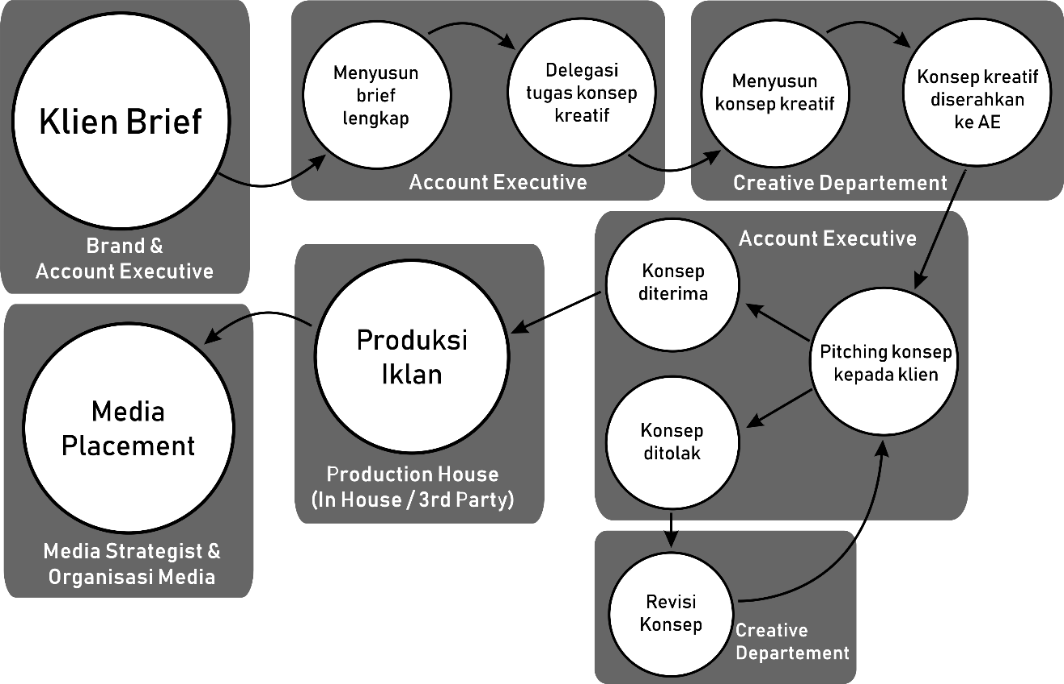 Klien Brief
Brand &
Account Executive
Menyusun
brief
lengkap
Delegasi
tugas konsep
kreatif
Account Executive
Menyusun
konsep kreatif
Konsep kreatif
diserahkan
ke AE
Creative Departement
Account Executive
Pitching konsep
kepada klien
Konsep
diterima
Konsep
ditolak
Revisi
Konsep
Creative
Departement
Produksi
Iklan
Production House
(In House / 3rd Party)
Media
Placement
Media Strategist &
Organisasi Media